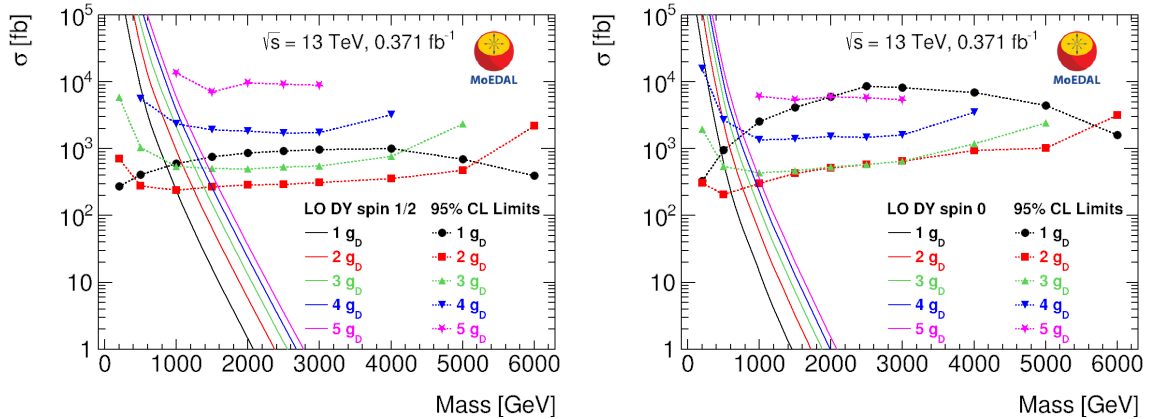 σ [fb]
10⁵
10⁴
10³
10²
10
1
√s = 13 TeV, 0.371 fb⁻¹
MoEDAL
LO DY spin 1/2 95% CL Limits
1 g_D 1 g_D
2 g_D 2 g_D
3 g_D 3 g_D
4 g_D 4 g_D
5 g_D 5 g_D
0 1000 2000 3000 4000 5000 6000
Mass [GeV]
σ [fb]
10⁵
10⁴
10³
10²
10
1
√s = 13 TeV, 0.371 fb⁻¹
MoEDAL
LO DY spin 0 95% CL Limits
1 g_D 1 g_D
2 g_D 2 g_D
3 g_D 3 g_D
4 g_D 4 g_D
5 g_D 5 g_D
0 1000 2000 3000 4000 5000 6000
Mass [GeV]